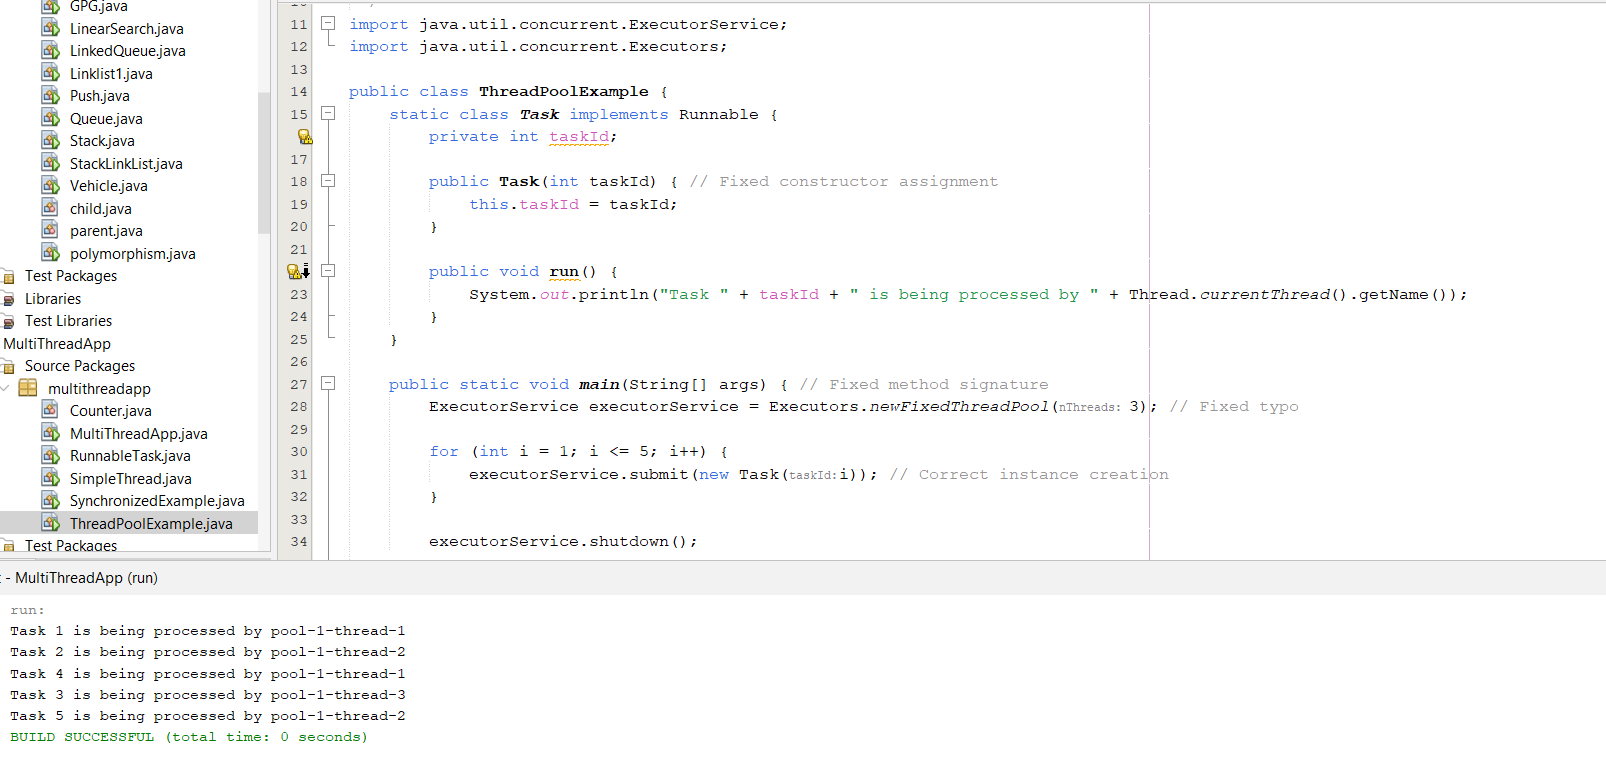 GPG.java
LinearSearch.java
LinkedQueue.java
Linklist1.java
Push.java
Queue.java
Stack.java
StackLinkList.java
Vehicle.java
child.java
parent.java
polymorphism.java
Test Packages
Libraries
Test Libraries
MultiThreadApp
Source Packages
multithreadapp
Counter.java
MultiThreadApp.java
RunnableTask.java
SimpleThread.java
SynchronizedExample.java
ThreadPoolExample.java
Test Packages
11 import java.util.concurrent.ExecutorService;
12 import java.util.concurrent.Executors;
13
14 public class ThreadPoolExample {
15 static class Task implements Runnable {
private int taskId;
17
18 public Task(int taskId) { // Fixed constructor assignment
19 this.taskId = taskId;
20 }
21
public void run() {
23 System.out.println("Task " + taskId + " is being processed by " + Thread.currentThread().getName());
24 }
25 }
26
27 public static void main(String[] args) { // Fixed method signature
28 ExecutorService executorService = Executors.newFixedThreadPool(nThreads: 3); // Fixed typo
29
30 for (int i = 1; i <= 5; i++) {
31 executorService.submit(new Task(taskId:i)); // Correct instance creation
32 }
33
34 executorService.shutdown();
- MultiThreadApp (run)
run:
Task 1 is being processed by pool-1-thread-1
Task 2 is being processed by pool-1-thread-2
Task 4 is being processed by pool-1-thread-1
Task 3 is being processed by pool-1-thread-3
Task 5 is being processed by pool-1-thread-2
BUILD SUCCESSFUL (total time: 0 seconds)